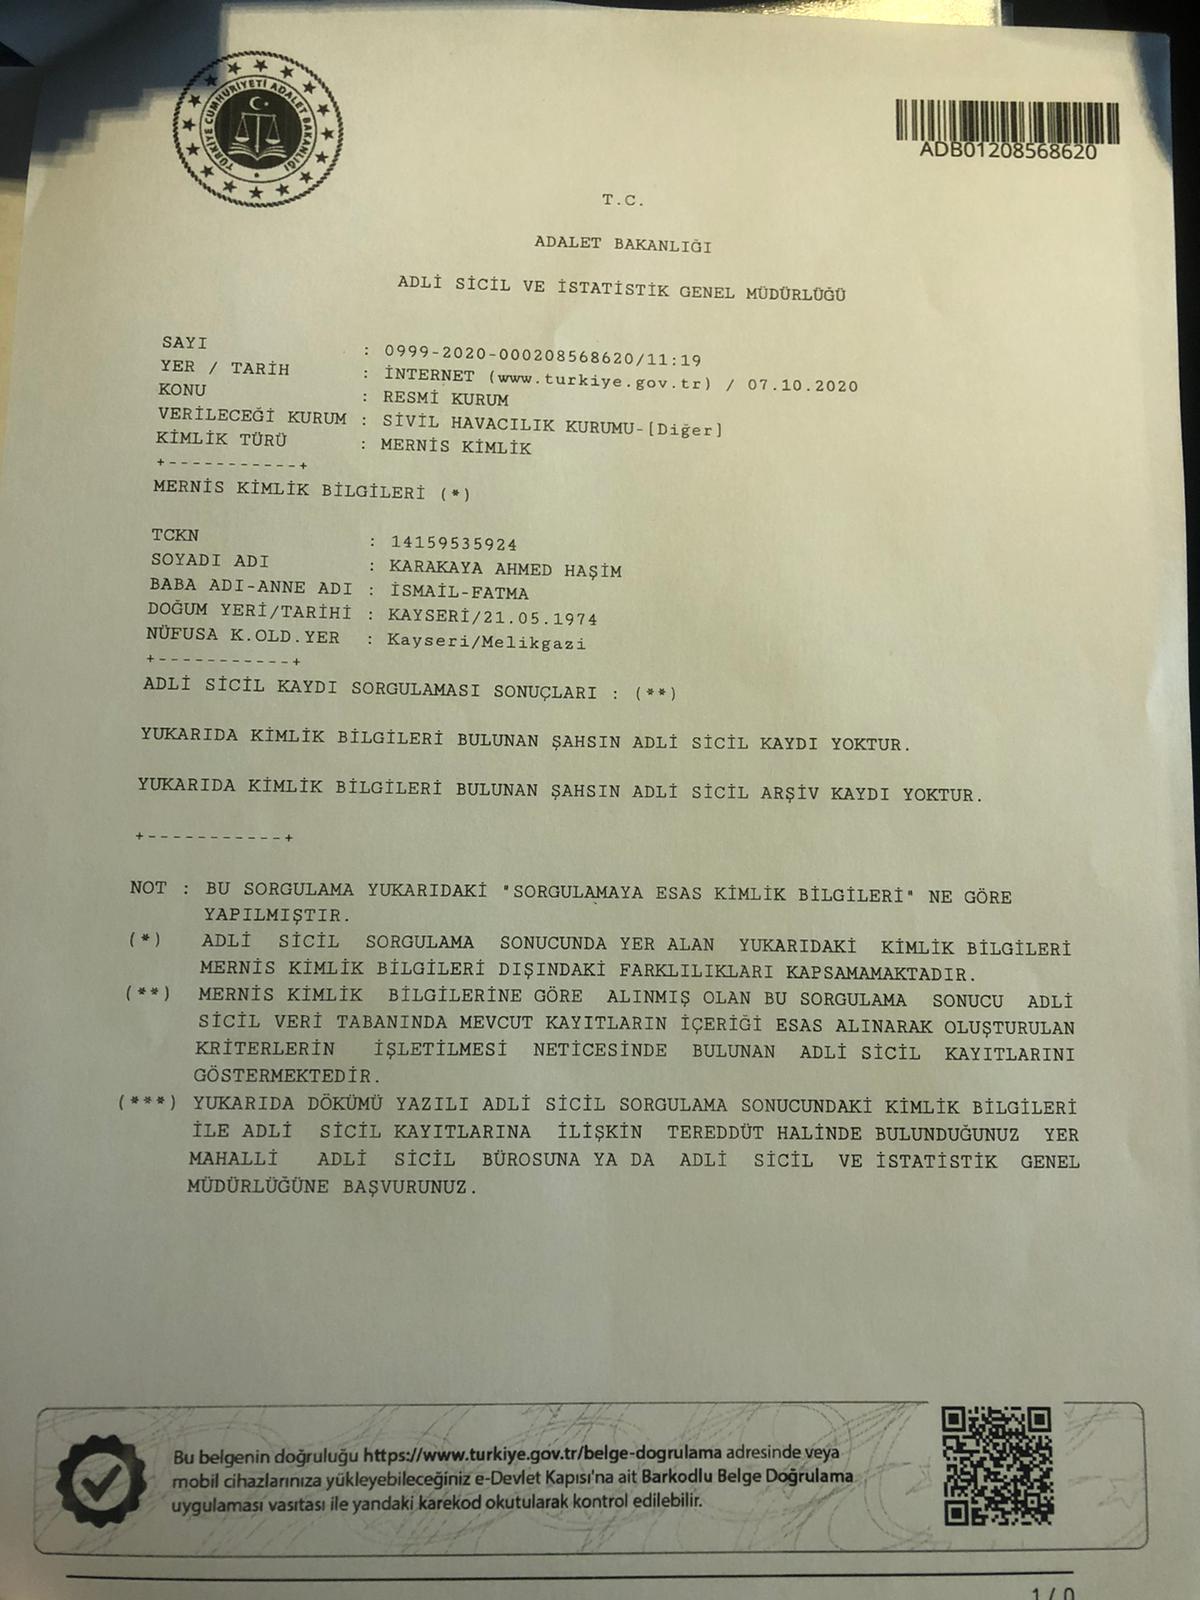 TÜRKİYE CUMHURİYETİ ADALET BAKANLIĞI
ADB01208568620
T.C.
ADALET BAKANLIĞI
ADLİ SİCİL VE İSTATİSTİK GENEL MÜDÜRLÜĞÜ
SAYI : 0999-2020-000208568620/11:19
YER / TARİH : İNTERNET (www.turkiye.gov.tr) / 07.10.2020
KONU : RESMİ KURUM
VERİLECEĞİ KURUM : SİVİL HAVACILIK KURUMU-[Diğer]
KİMLİK TÜRÜ : MERNİS KİMLİK
+-----------+
MERNİS KİMLİK BİLGİLERİ (*)
TCKN : 14159535924
SOYADI ADI : KARAKAYA AHMED HAŞİM
BABA ADI-ANNE ADI : İSMAİL-FATMA
DOĞUM YERİ/TARİHİ : KAYSERİ/21.05.1974
NÜFUSA K.OLD.YER : Kayseri/Melikgazi
+-----------+
ADLİ SİCİL KAYDI SORGULAMASI SONUÇLARI : (**)
YUKARIDA KİMLİK BİLGİLERİ BULUNAN ŞAHSIN ADLİ SİCİL KAYDI YOKTUR.
YUKARIDA KİMLİK BİLGİLERİ BULUNAN ŞAHSIN ADLİ SİCİL ARŞİV KAYDI YOKTUR.
+-----------+
NOT : BU SORGULAMA YUKARIDAKİ "SORGULAMAYA ESAS KİMLİK BİLGİLERİ" NE GÖRE
YAPILMIŞTIR.
(*) ADLİ SİCİL SORGULAMA SONUCUNDA YER ALAN YUKARIDAKİ KİMLİK BİLGİLERİ
MERNİS KİMLİK BİLGİLERİ DIŞINDAKİ FARKLILIKLARI KAPSAMAMAKTADIR.
(**) MERNİS KİMLİK BİLGİLERİNE GÖRE ALINMIŞ OLAN BU SORGULAMA SONUCU ADLİ
SİCİL VERİ TABANINDA MEVCUT KAYITLARIN İÇERİĞİ ESAS ALINARAK OLUŞTURULAN
KRİTERLERİN İŞLETİLMESİ NETİCESİNDE BULUNAN ADLİ SİCİL KAYITLARINI
GÖSTERMEKTEDİR.
(***) YUKARIDA DÖKÜMÜ YAZILI ADLİ SİCİL SORGULAMA SONUCUNDAKİ KİMLİK BİLGİLERİ
İLE ADLİ SİCİL KAYITLARINA İLİŞKİN TEREDDÜT HALİNDE BULUNDUĞUNUZ YER
MAHALLİ ADLİ SİCİL BÜROSUNA YA DA ADLİ SİCİL VE İSTATİSTİK GENEL
MÜDÜRLÜĞÜNE BAŞVURUNUZ.
Bu belgenin doğruluğu https://www.turkiye.gov.tr/belge-dogrulama adresinde veya
mobil cihazlarınıza yükleyebileceğiniz e-Devlet Kapısı'na ait Barkodlu Belge Doğrulama
uygulaması vasıtası ile yandaki karekod okutularak kontrol edilebilir.
1/0